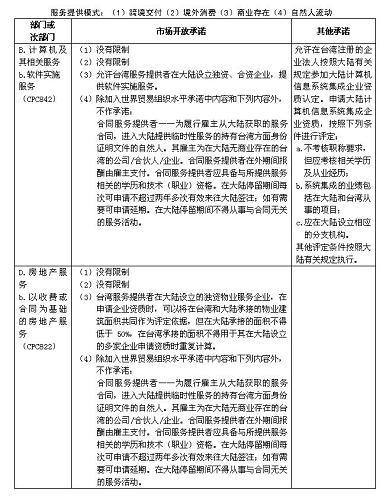 服务提供模式：（1）跨境交付（2）境外消费（3）商业存在（4）自然人流动
部门或
次部门
市场开放承诺
其他承诺
B．计算机及
其相关服务
b.软件实施
服务
（CPC842）
（1）没有限制
（2）没有限制
（3）允许台湾服务提供者在大陆设立独资、合资企业，提
供软件实施服务。
（4）除加入世界贸易组织水平承诺中内容和下列内容外，
不作承诺：
合同服务提供者——为履行雇主从大陆获取的服务
合同，进入大陆提供临时性服务的持有台湾方面身份
证明文件的自然人。其雇主为在大陆无商业存在的台
湾的公司/合伙人/企业。合同服务提供者在外期间报
酬由雇主支付。合同服务提供者应具备与所提供服务
相关的学历和技术（职业）资格。在大陆停留期间每
次可申请不超过两年多次有效来往大陆签注；如有需
要可申请延期。在大陆停留期间不得从事与合同无关
的服务活动。
允许在台湾注册的企
业法人按照大陆有关
规定参加大陆计算机
信息系统集成企业资
质认定。申请大陆计
算机信息系统集成企
业资质，按照下列条
件进行评定：
a.不考核职称要求，
但应考核相关学历
及从业经历；
b.系统集成的业绩包
括在大陆和台湾从
事的项目；
c.应在大陆设立相应
的分支机构。
其他评定条件按照大
陆有关规定执行。
D．房地产服
务
b.以收费或
合同为基础
的房地产服
务
（CPC822）
（1）没有限制
（2）没有限制
（3）台湾服务提供者在大陆设立的独资物业服务企业，在
申请企业资质时，可以将在台湾和大陆承接的物业建
筑面积共同作为评定依据，但在大陆承接的面积不得
低于 50%，在台湾承接的面积不得用于其在大陆设立
的多家企业申请资质时重复计算。
（4）除加入世界贸易组织水平承诺中内容和下列内容外，
不作承诺：
合同服务提供者——为履行雇主从大陆获取的服务
合同，进入大陆提供临时性服务的持有台湾方面身份
证明文件的自然人。其雇主为在大陆无商业存在的台
湾的公司/合伙人/企业。合同服务提供者在外期间报
酬由雇主支付。合同服务提供者应具备与所提供服务
相关的学历和技术（职业）资格。在大陆停留期间每
次可申请不超过两年多次有效来往大陆签注；如有需
要可申请延期。在大陆停留期间不得从事与合同无关
的服务活动。